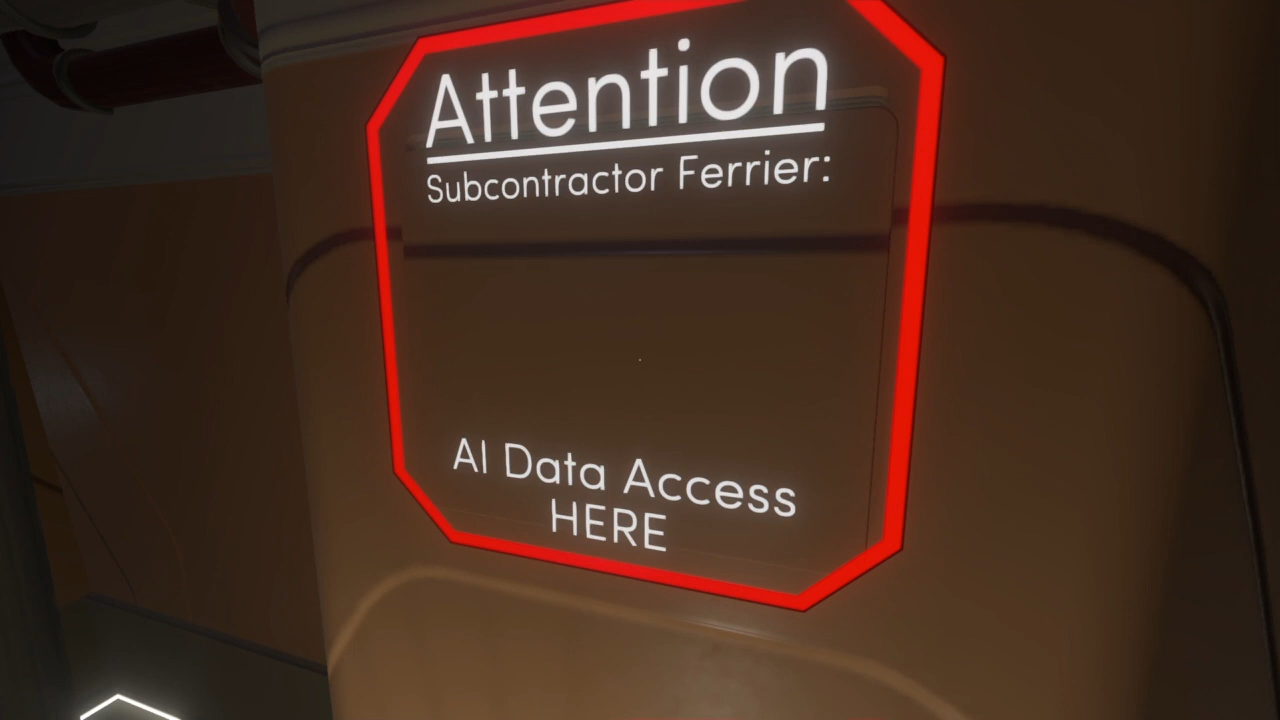 Attention
Subcontractor Ferrier:
AI Data Access
HERE